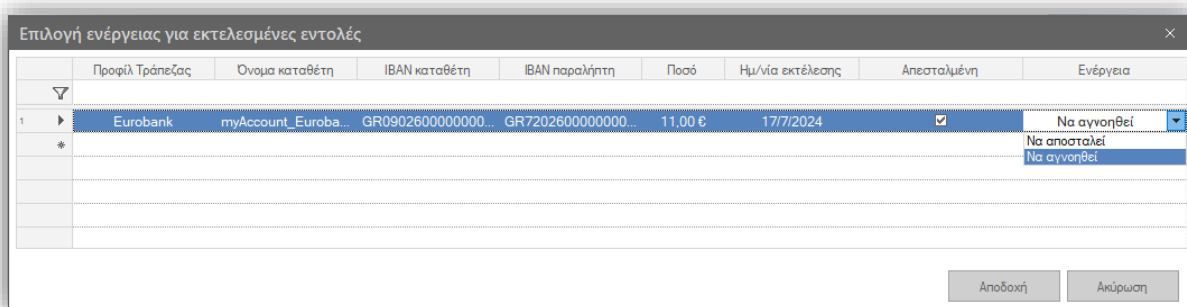 Επιλογή ενέργειας για εκτελεσμένες εντολές
Προφίλ Τράπεζας Όνομα καταθέτη IBAN καταθέτη IBAN παραλήπτη Ποσό Ημ/νία εκτέλεσης Απεσταλμένη Ενέργεια
1 Eurobank myAccount_Euroba... GR0902600000000... GR7202600000000... 11,00 € 17/7/2024 Να αγνοηθεί
Να αποσταλεί
Να αγνοηθεί
Αποδοχή Ακύρωση